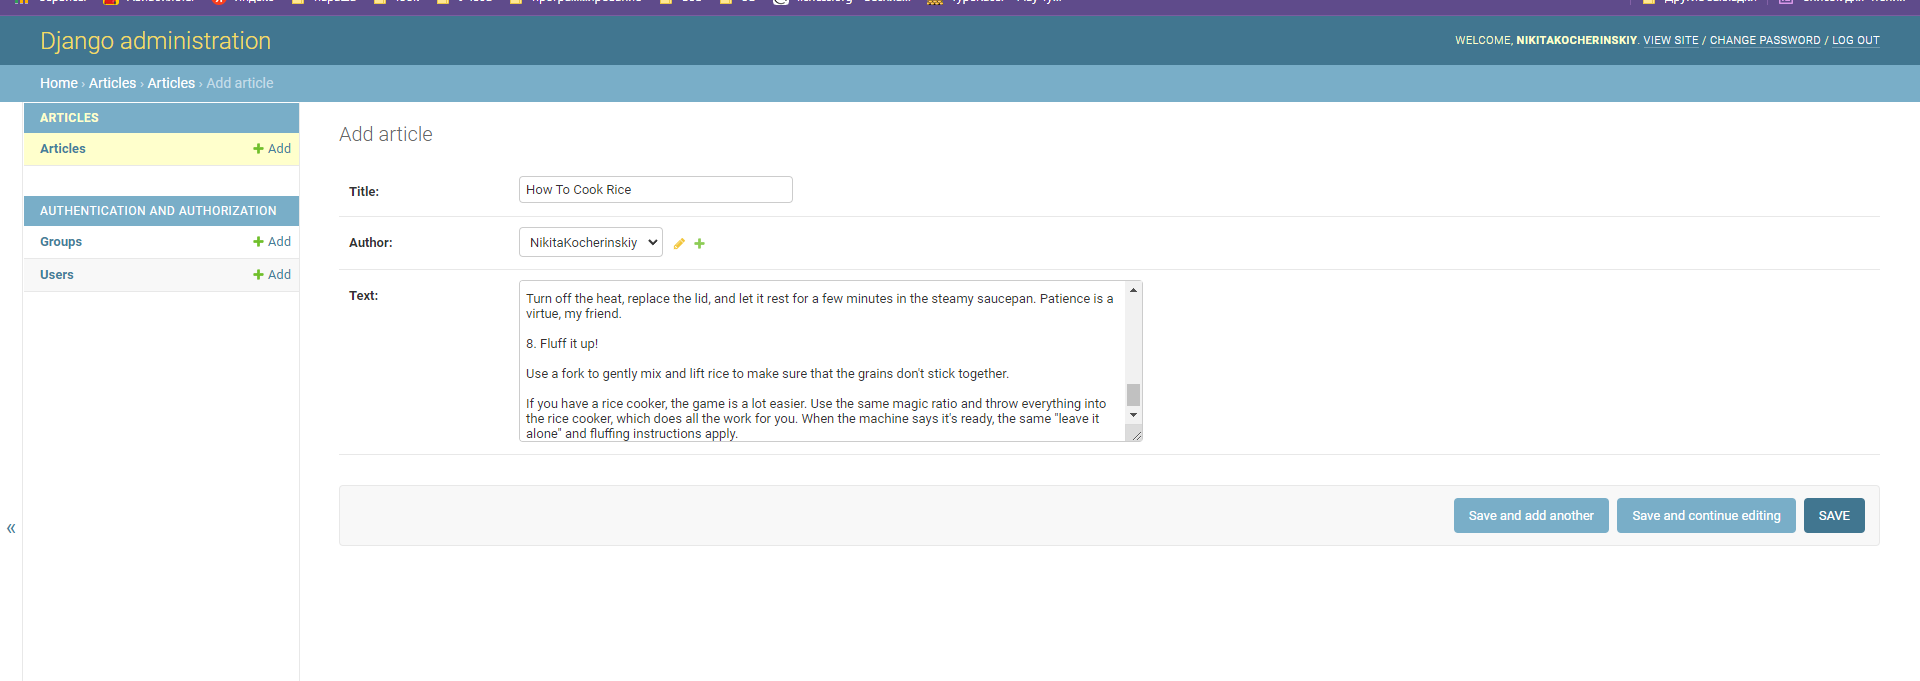 Django administration
WELCOME, NIKITAKOCHERINSKIY. VIEW SITE / CHANGE PASSWORD / LOG OUT
Home › Articles › Articles › Add article
ARTICLES
Articles
Add
AUTHENTICATION AND AUTHORIZATION
Groups
Add
Users
Add
«
Add article
Title:
How To Cook Rice
Author:
NikitaKocherinskiy
Text:
Turn off the heat, replace the lid, and let it rest for a few minutes in the steamy saucepan. Patience is a
virtue, my friend.
8. Fluff it up!
Use a fork to gently mix and lift rice to make sure that the grains don't stick together.
If you have a rice cooker, the game is a lot easier. Use the same magic ratio and throw everything into
the rice cooker, which does all the work for you. When the machine says it's ready, the same "leave it
alone" and fluffing instructions apply.
Save and add another
Save and continue editing
SAVE